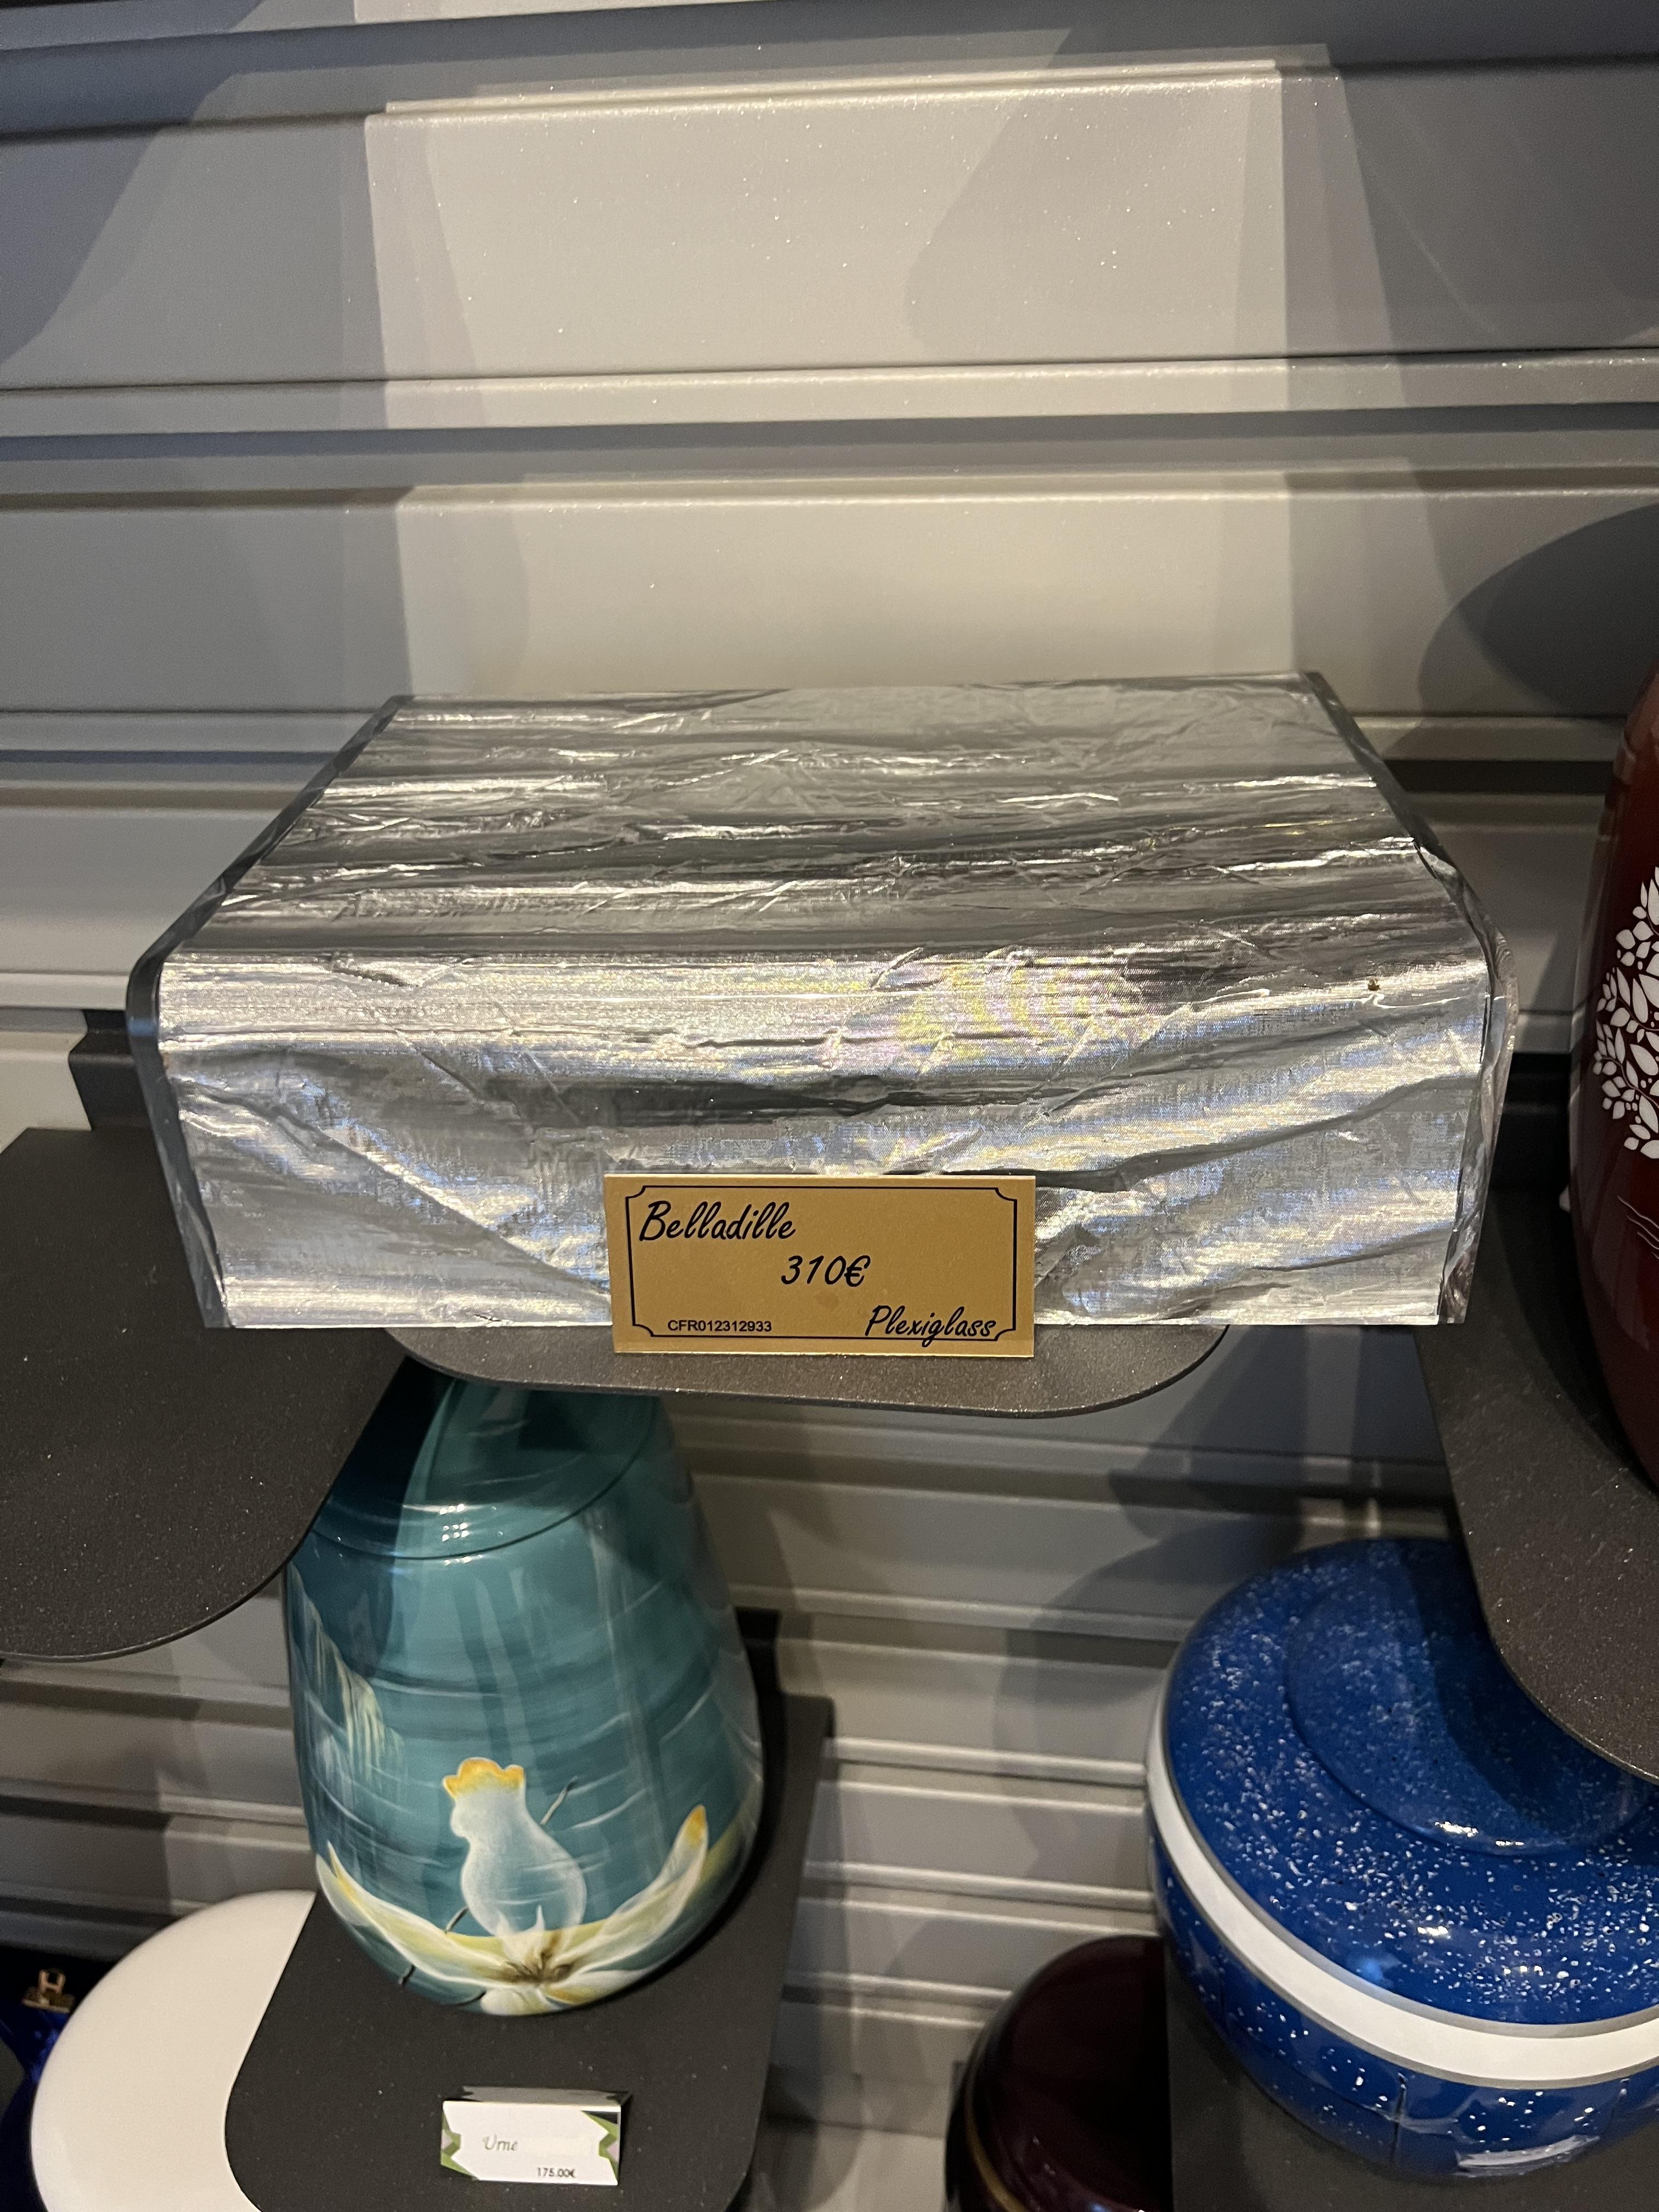 Belladille
310€
CFR012312933 Plexiglass
Urne
175.00€